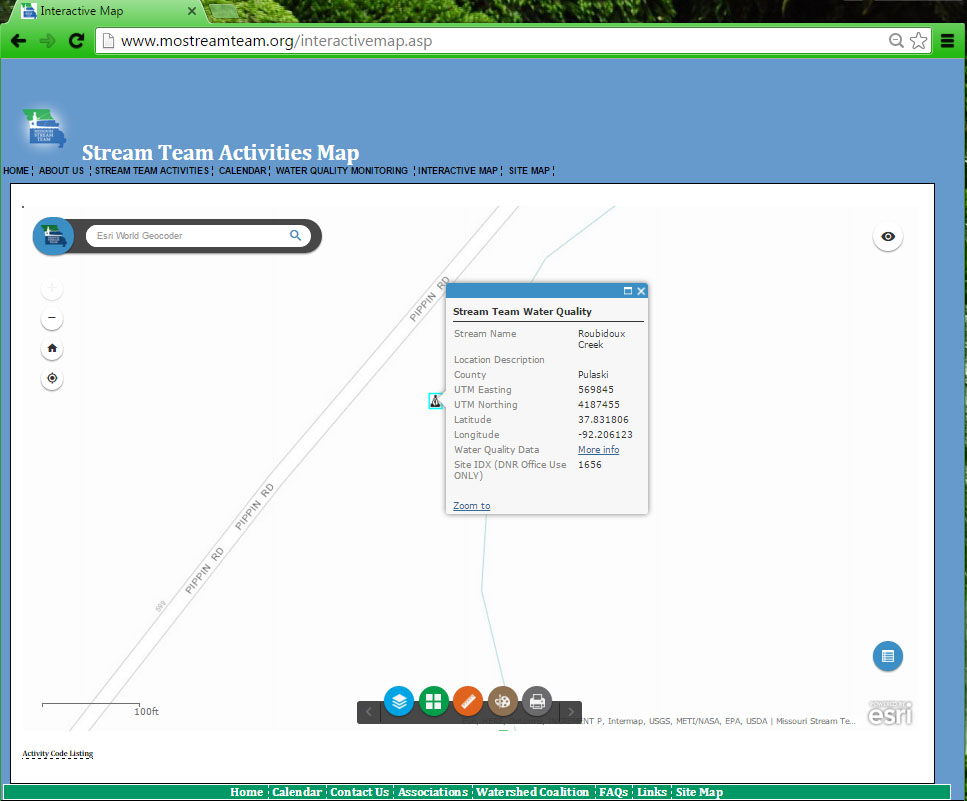 Interactive Map
www.mostreamteam.org/interactivemap.asp
MISSOURI
STREAM
TEAM
Stream Team Activities Map
HOME ¦ ABOUT US ¦ STREAM TEAM ACTIVITIES ¦ CALENDAR ¦ WATER QUALITY MONITORING ¦ INTERACTIVE MAP ¦ SITE MAP ¦
Esri World Geocoder
PIPPIN RD
Stream Team Water Quality
Stream Name Roubidoux Creek
Location Description
County Pulaski
UTM Easting 569845
UTM Northing 4187455
Latitude 37.831806
Longitude -92.206123
Water Quality Data More info
Site IDX (DNR Office Use ONLY) 1656
Zoom to
PIPPIN RD
PIPPIN RD
599
100ft
NT P, Intermap, USGS, METI/NASA, EPA, USDA | Missouri Stream Te...
esri
Activity Code Listing
Home ¦ Calendar ¦ Contact Us ¦ Associations ¦ Watershed Coalition ¦ FAQs ¦ Links ¦ Site Map